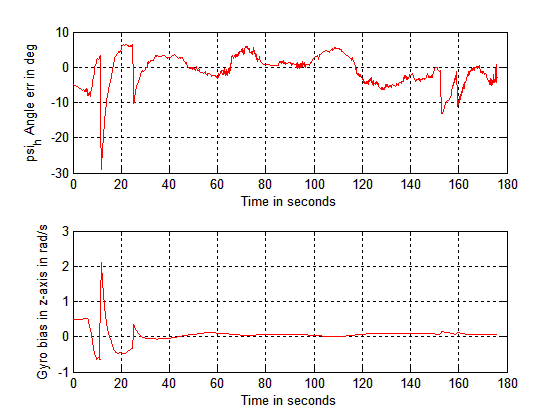 psi_h Angle err in deg
10
0
-10
-20
-30
0 20 40 60 80 100 120 140 160 180
Time in seconds
Gyro bias in z-axis in rad/s
3
2
1
0
-1
0 20 40 60 80 100 120 140 160 180
Time in seconds